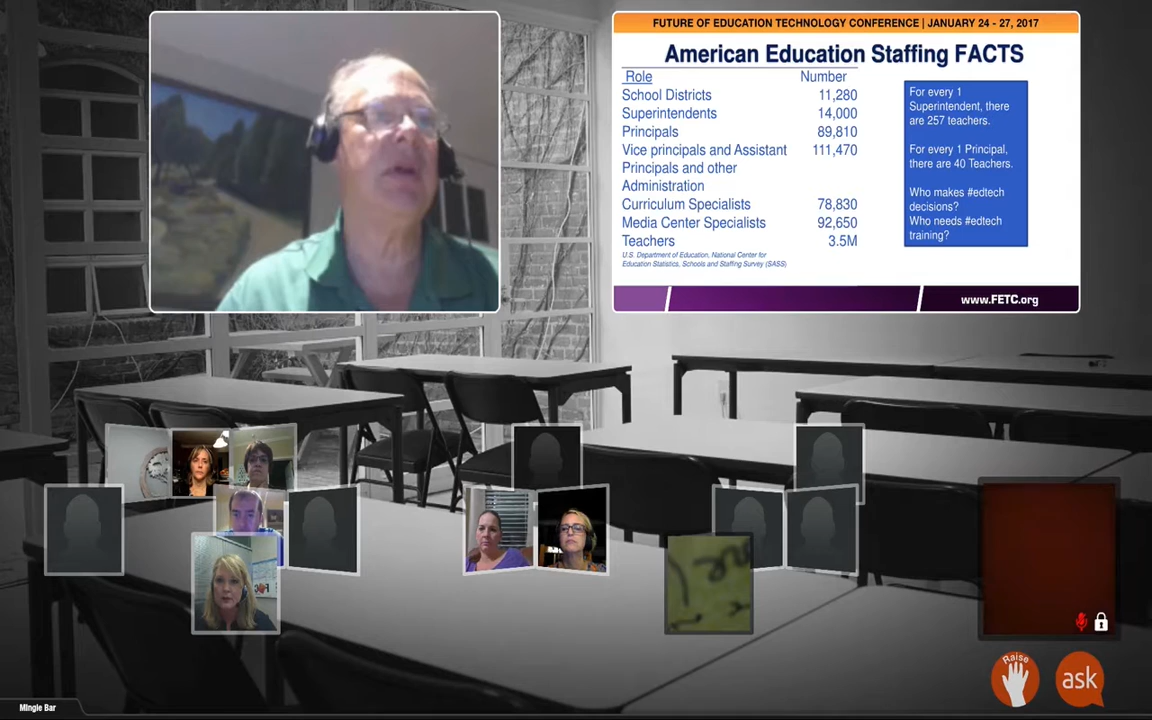 FUTURE OF EDUCATION TECHNOLOGY CONFERENCE | JANUARY 24 - 27, 2017
American Education Staffing FACTS
Role Number
School Districts 11,280
Superintendents 14,000
Principals 89,810
Vice principals and Assistant 111,470
Principals and other
Administration
Curriculum Specialists 78,830
Media Center Specialists 92,650
Teachers 3.5M
U.S. Department of Education, National Center for
Education Statistics, Schools and Staffing Survey (SASS)
For every 1
Superintendent, there
are 257 teachers.
For every 1 Principal,
there are 40 Teachers.
Who makes #edtech
decisions?
Who needs #edtech
training?
www.FETC.org
Raise
ask
Mingle Bar